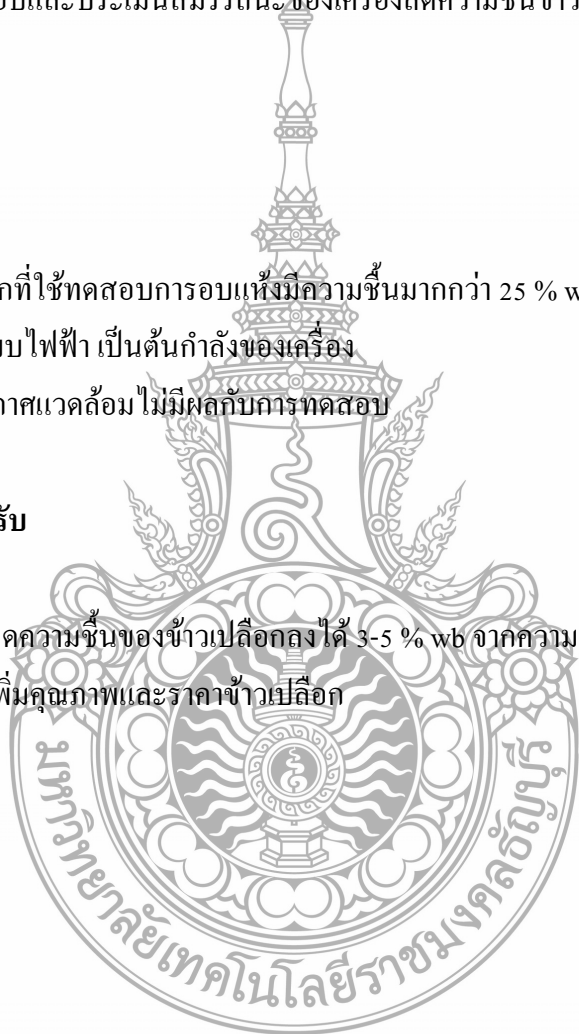 อบและประเมินสมรรถนะของเครื่องลดความชื้นข้าว
กที่ใช้ทดสอบการอบแห้งมีความชื้นมากกว่า 25 % w
บไฟฟ้า เป็นต้นกำลังของเครื่อง
กาศแวดล้อม ไม่มีผลกับการทดสอบ
รับ
ดความชื้นของข้าวเปลือกลงได้ 3-5 % wb จากความ
พิ่มคุณภาพและราคาข้าวเปลือก
มหาวิทยาลัยเทคโนโลยีราชมงคลธัญบุรี